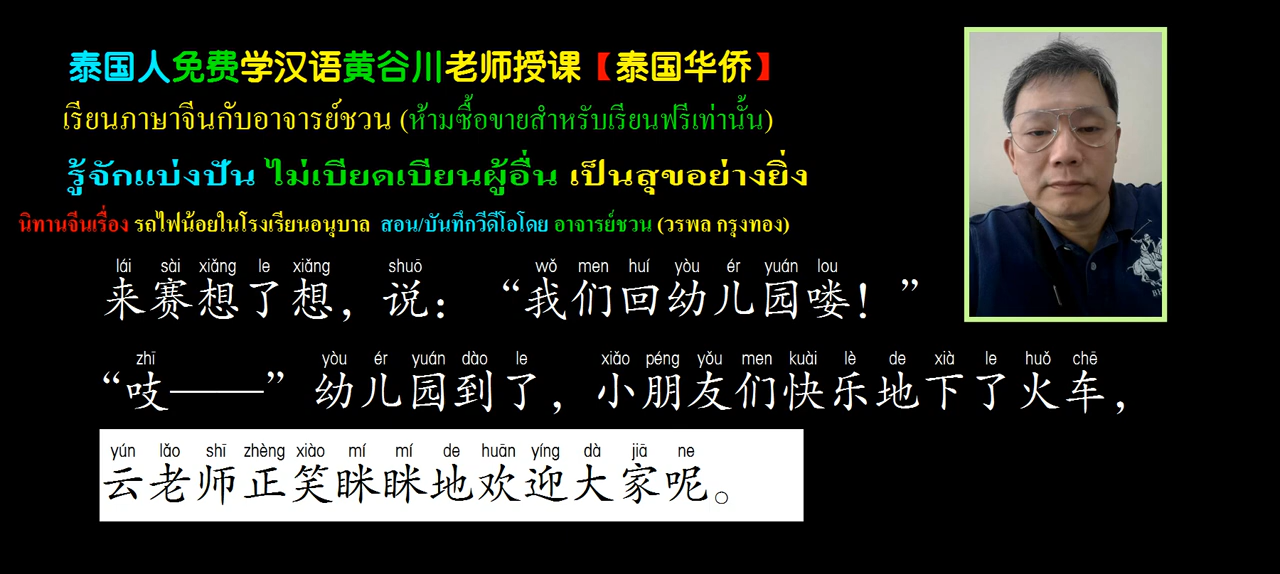 泰国人免费学汉语黄谷川老师授课【泰国华侨】
เรียนภาษาจีนกับอาจารย์ชวน (ห้ามซื้อขายสำหรับเรียนฟรีเท่านั้น)
รู้จักแบ่งปัน ไม่เบียดเบียนผู้อื่น เป็นสุขอย่างยิ่ง
นิทานจีนเรื่อง รถไฟน้อยในโรงเรียนอนุบาล สอน/บันทึกวีดีโอโดย อาจารย์ชวน (วรพล กรุงทอง)
lái sài xiǎng le xiǎng shuō wǒ men huí yòu ér yuán lou
来赛想了想，说：“我们回幼儿园喽！”
zhī yòu ér yuán dào le xiǎo péng yǒu men kuài lè de xià le huǒ chē
“吱——”幼儿园到了，小朋友们快乐地下了火车，
yún lǎo shī zhèng xiào mí mí de huān yíng dà jiā ne
云老师正笑眯眯地欢迎大家呢。